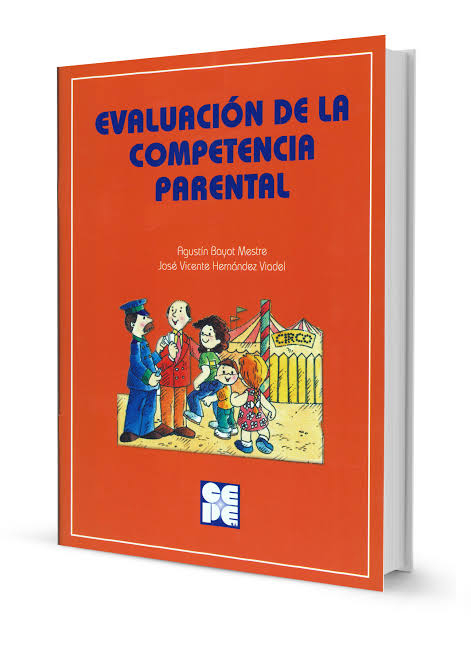 EVALUACIÓN DE LA
COMPETENCIA
PARENTAL
Agustín Bayot Mestre
José Vicente Hernández Viadel
CIRCO
CEPE